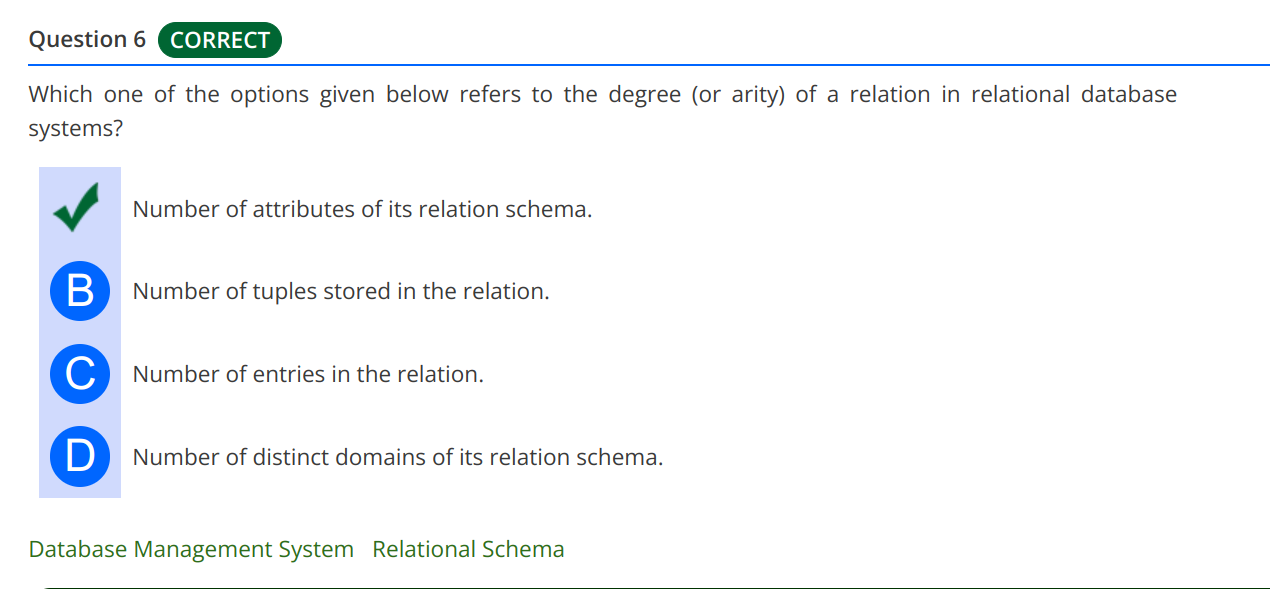 Question 6 CORRECT
Which one of the options given below refers to the degree (or arity) of a relation in relational database
systems?
Number of attributes of its relation schema.
B Number of tuples stored in the relation.
C Number of entries in the relation.
D Number of distinct domains of its relation schema.
Database Management System Relational Schema